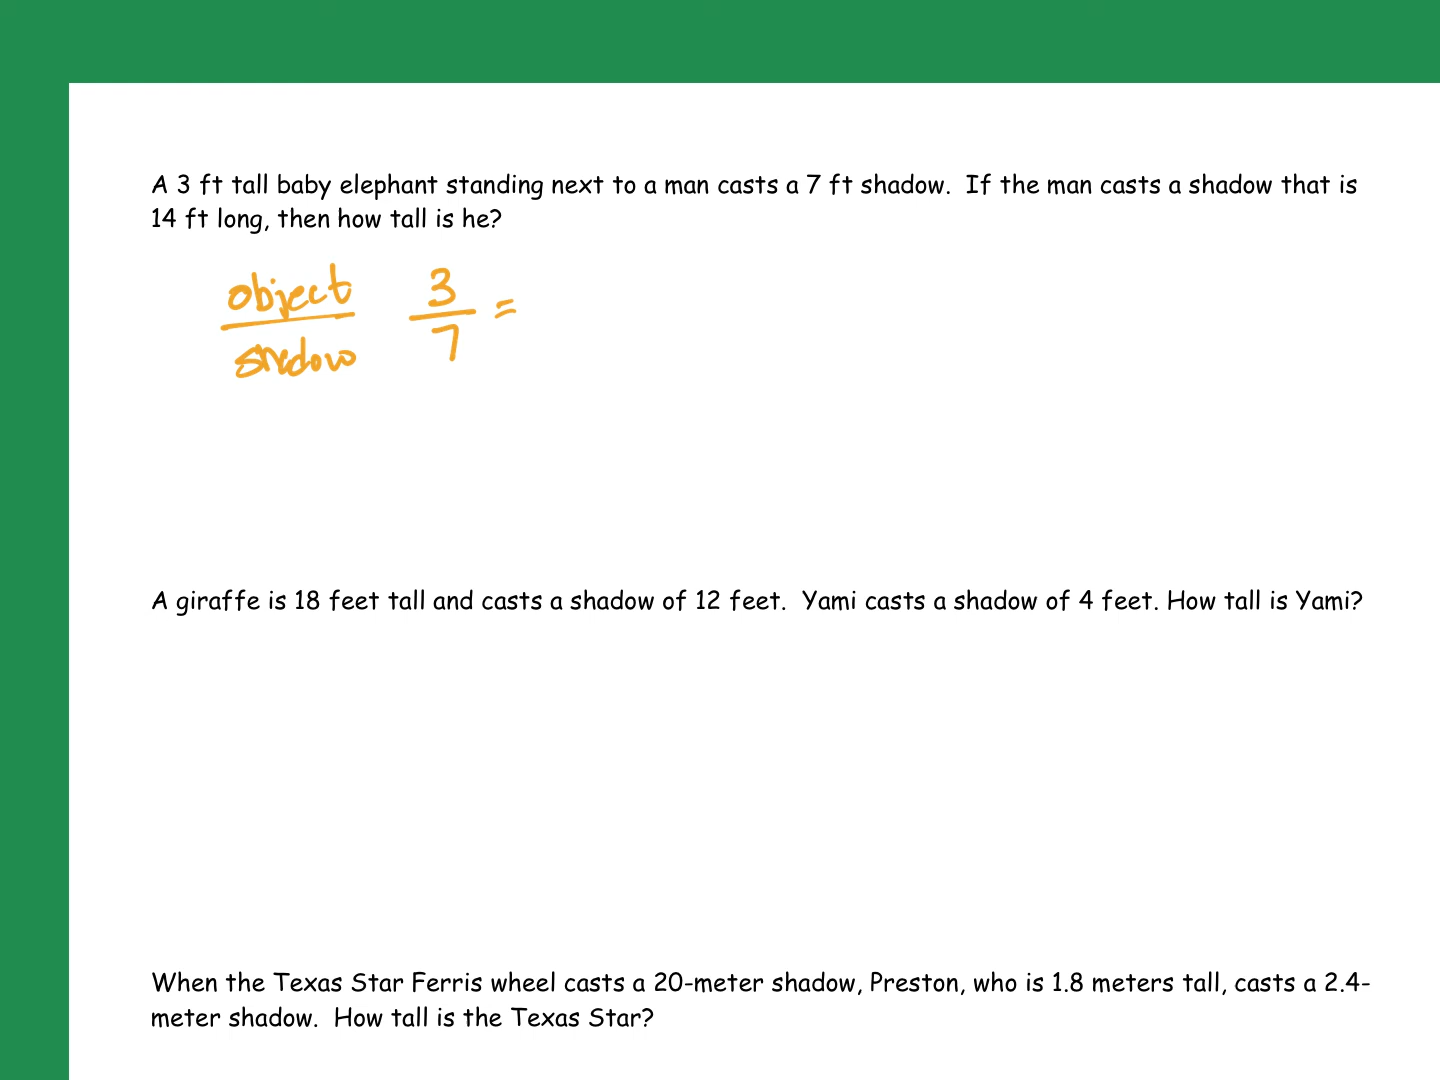 A 3 ft tall baby elephant standing next to a man casts a 7 ft shadow.  If the man casts a shadow that is
14 ft long, then how tall is he?
object
shadow
3
7
=
A giraffe is 18 feet tall and casts a shadow of 12 feet.  Yami casts a shadow of 4 feet. How tall is Yami?
When the Texas Star Ferris wheel casts a 20-meter shadow, Preston, who is 1.8 meters tall, casts a 2.4-
meter shadow.  How tall is the Texas Star?